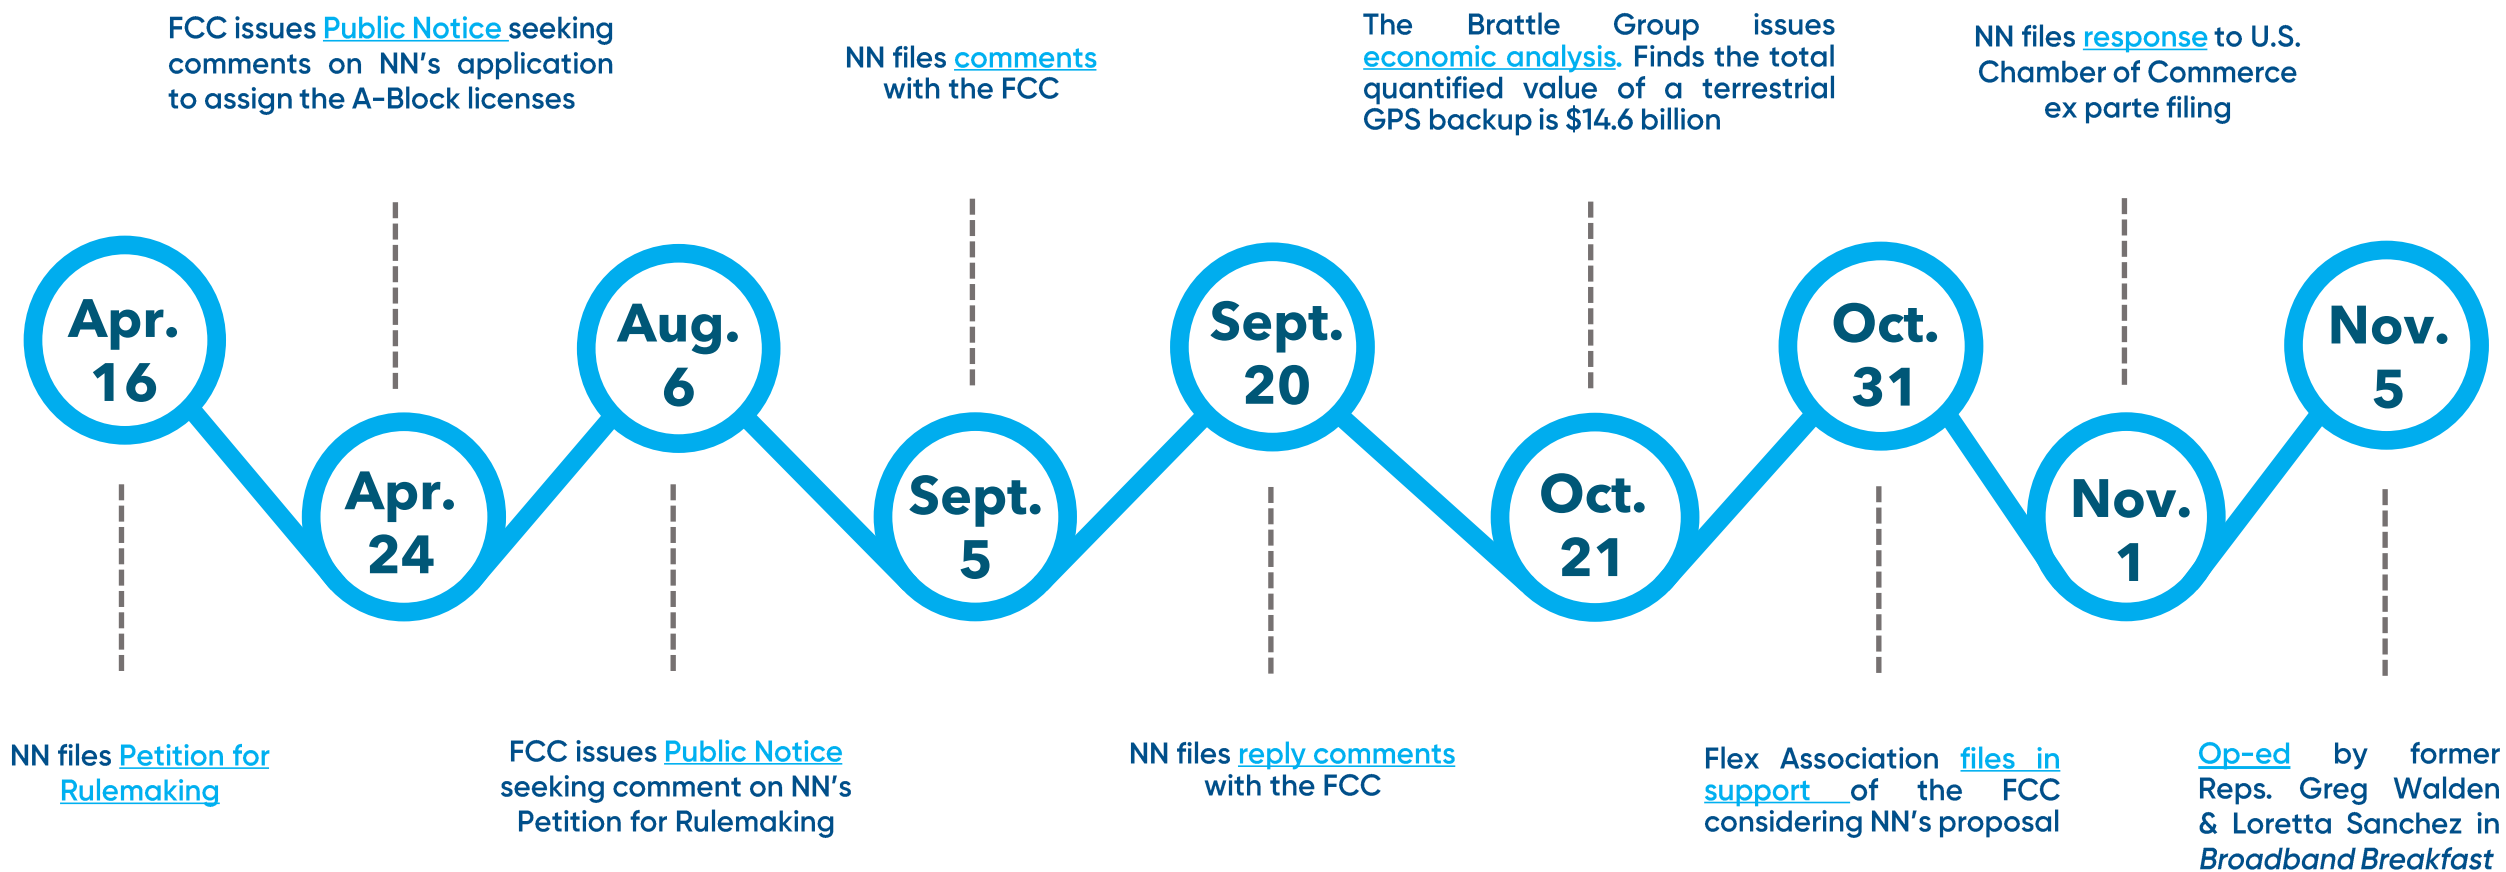 FCC issues Public Notice seeking
comments on NN's application
to assign the A-Block licenses
NN files comments
with the FCC
The Brattle Group issues
economic analysis. Finds the total
quantified value of a terrestrial
GPS backup is $14.6 billion
NN files response to U.S.
Chamber of Commerce
ex parte filing
Apr.
16
Apr.
24
Aug.
6
Sept.
5
Sept.
20
Oct.
21
Oct.
31
Nov.
1
Nov.
5
NN files Petition for
Rulemaking
FCC issues Public Notice
seeking comments on NN's
Petition for Rulemaking
NN files reply comments
with the FCC
Flex Association files in
support of the FCC
considering NN's proposal
Op-ed by former
Reps. Greg Walden
& Loretta Sanchez in
Broadband Breakfast